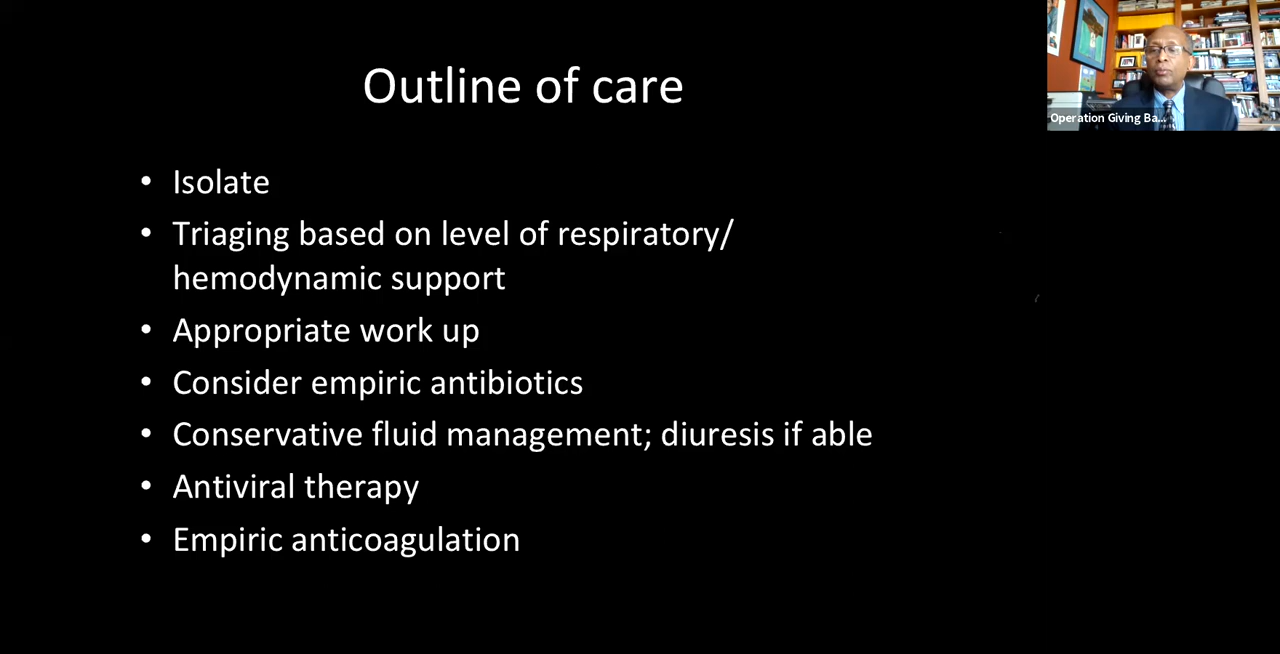 Outline of care
Operation Giving Ba...
• Isolate
• Triaging based on level of respiratory/
hemodynamic support
• Appropriate work up
• Consider empiric antibiotics
• Conservative fluid management; diuresis if able
• Antiviral therapy
• Empiric anticoagulation